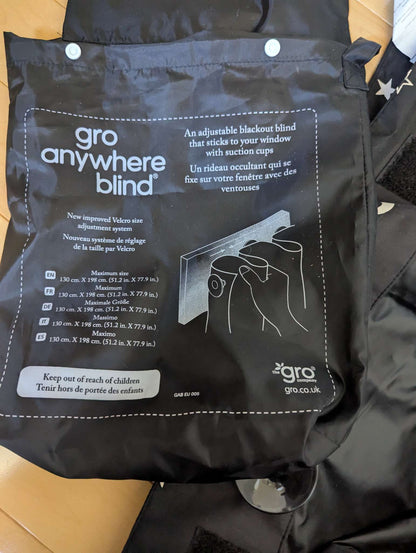 gro
anywhere
blind®
An adjustable blackout blind
that sticks to your window
with suction cups
Un rideau occultant qui se
fixe sur votre fenêtre avec des
ventouses
New improved Velcro size
adjustment system
Nouveau système de réglage
de la taille par Velcro
EN Maximum size
130 cm. X 198 cm. (51.2 in. X 77.9 in.)
FR Maximum
130 cm. X 198 cm. (51.2 in. X 77.9 in.)
DE Maximale Größe
130 cm. X 198 cm. (51.2 in. X 77.9 in.)
IT Massimo
130 cm. X 198 cm. (51.2 in. X 77.9 in.)
ES Maximo
130 cm. X 198 cm. (51.2 in. X 77.9 in.)
Keep out of reach of children
Tenir hors de portée des enfants
GAB EU 005
the gro company
gro.co.uk